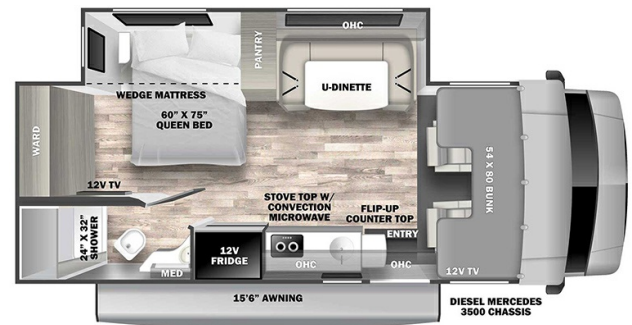 OHC
PANTRY
U-DINETTE
WEDGE MATTRESS
60" X 75"
QUEEN BED
WARD
54 X 80 BUNK
12V TV
STOVE TOP W/
CONVECTION
MICROWAVE
FLIP-UP
COUNTER TOP
24" X 32"
SHOWER
ENTRY
12V
FRIDGE
MED
OHC
OHC
12V TV
15'6" AWNING
DIESEL MERCEDES
3500 CHASSIS